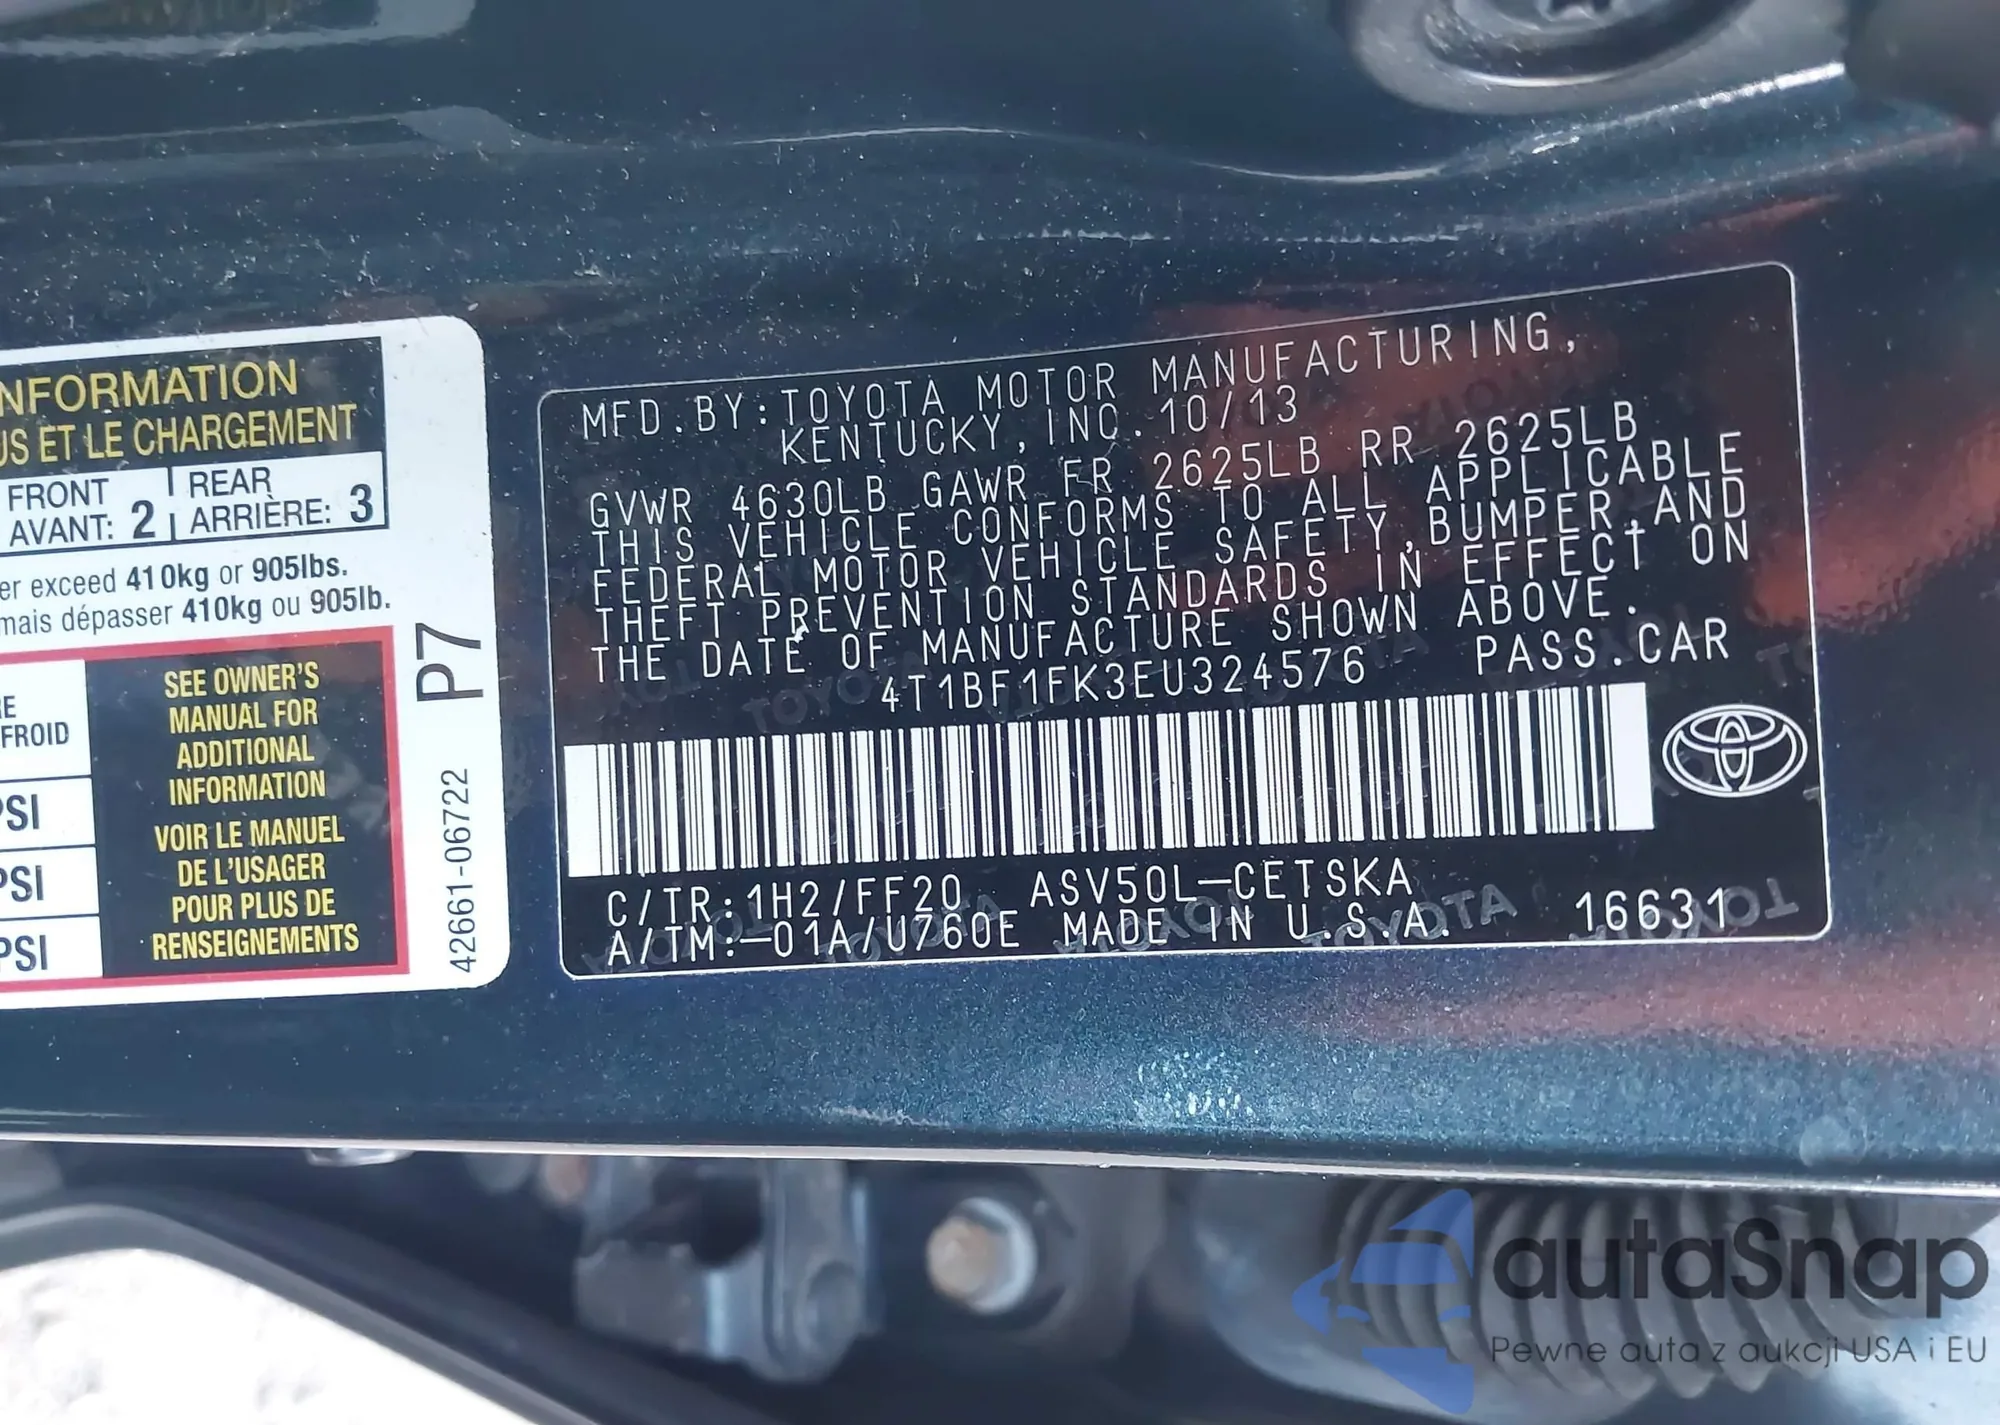 NFORMATION
US ET LE CHARGEMENT
FRONT
AVANT: 2
REAR
ARRIÈRE: 3
er exceed 410kg or 905lbs.
mais dépasser 410kg ou 905lb.
E
FROID
PSI
PSI
PSI
SEE OWNER'S
MANUAL FOR
ADDITIONAL
INFORMATION
VOIR LE MANUEL
DE L'USAGER
POUR PLUS DE
RENSEIGNEMENTS
P7
42661-06722
MFD.BY:TOYOTA MOTOR MANUFACTURING,
KENTUCKY,INC.10/13
GVWR 4630LB GAWR FR 2625LB RR 2625LB
THIS VEHICLE CONFORMS TO ALL APPLICABLE
FEDERAL MOTOR VEHICLE SAFETY,BUMPER,AND
THEFT PREVENTION STANDARDS IN EFFECT ON
THE DATE OF MANUFACTURE SHOWN ABOVE.
4T1BF1FK3EU324576 PASS.CAR
C/TR:1H2/FF20 ASV50L-CETSKA
A/TM:-01A/U760E MADE IN U.S.A. 16631
autoSnap
Pewne auta z aukcji USA i EU